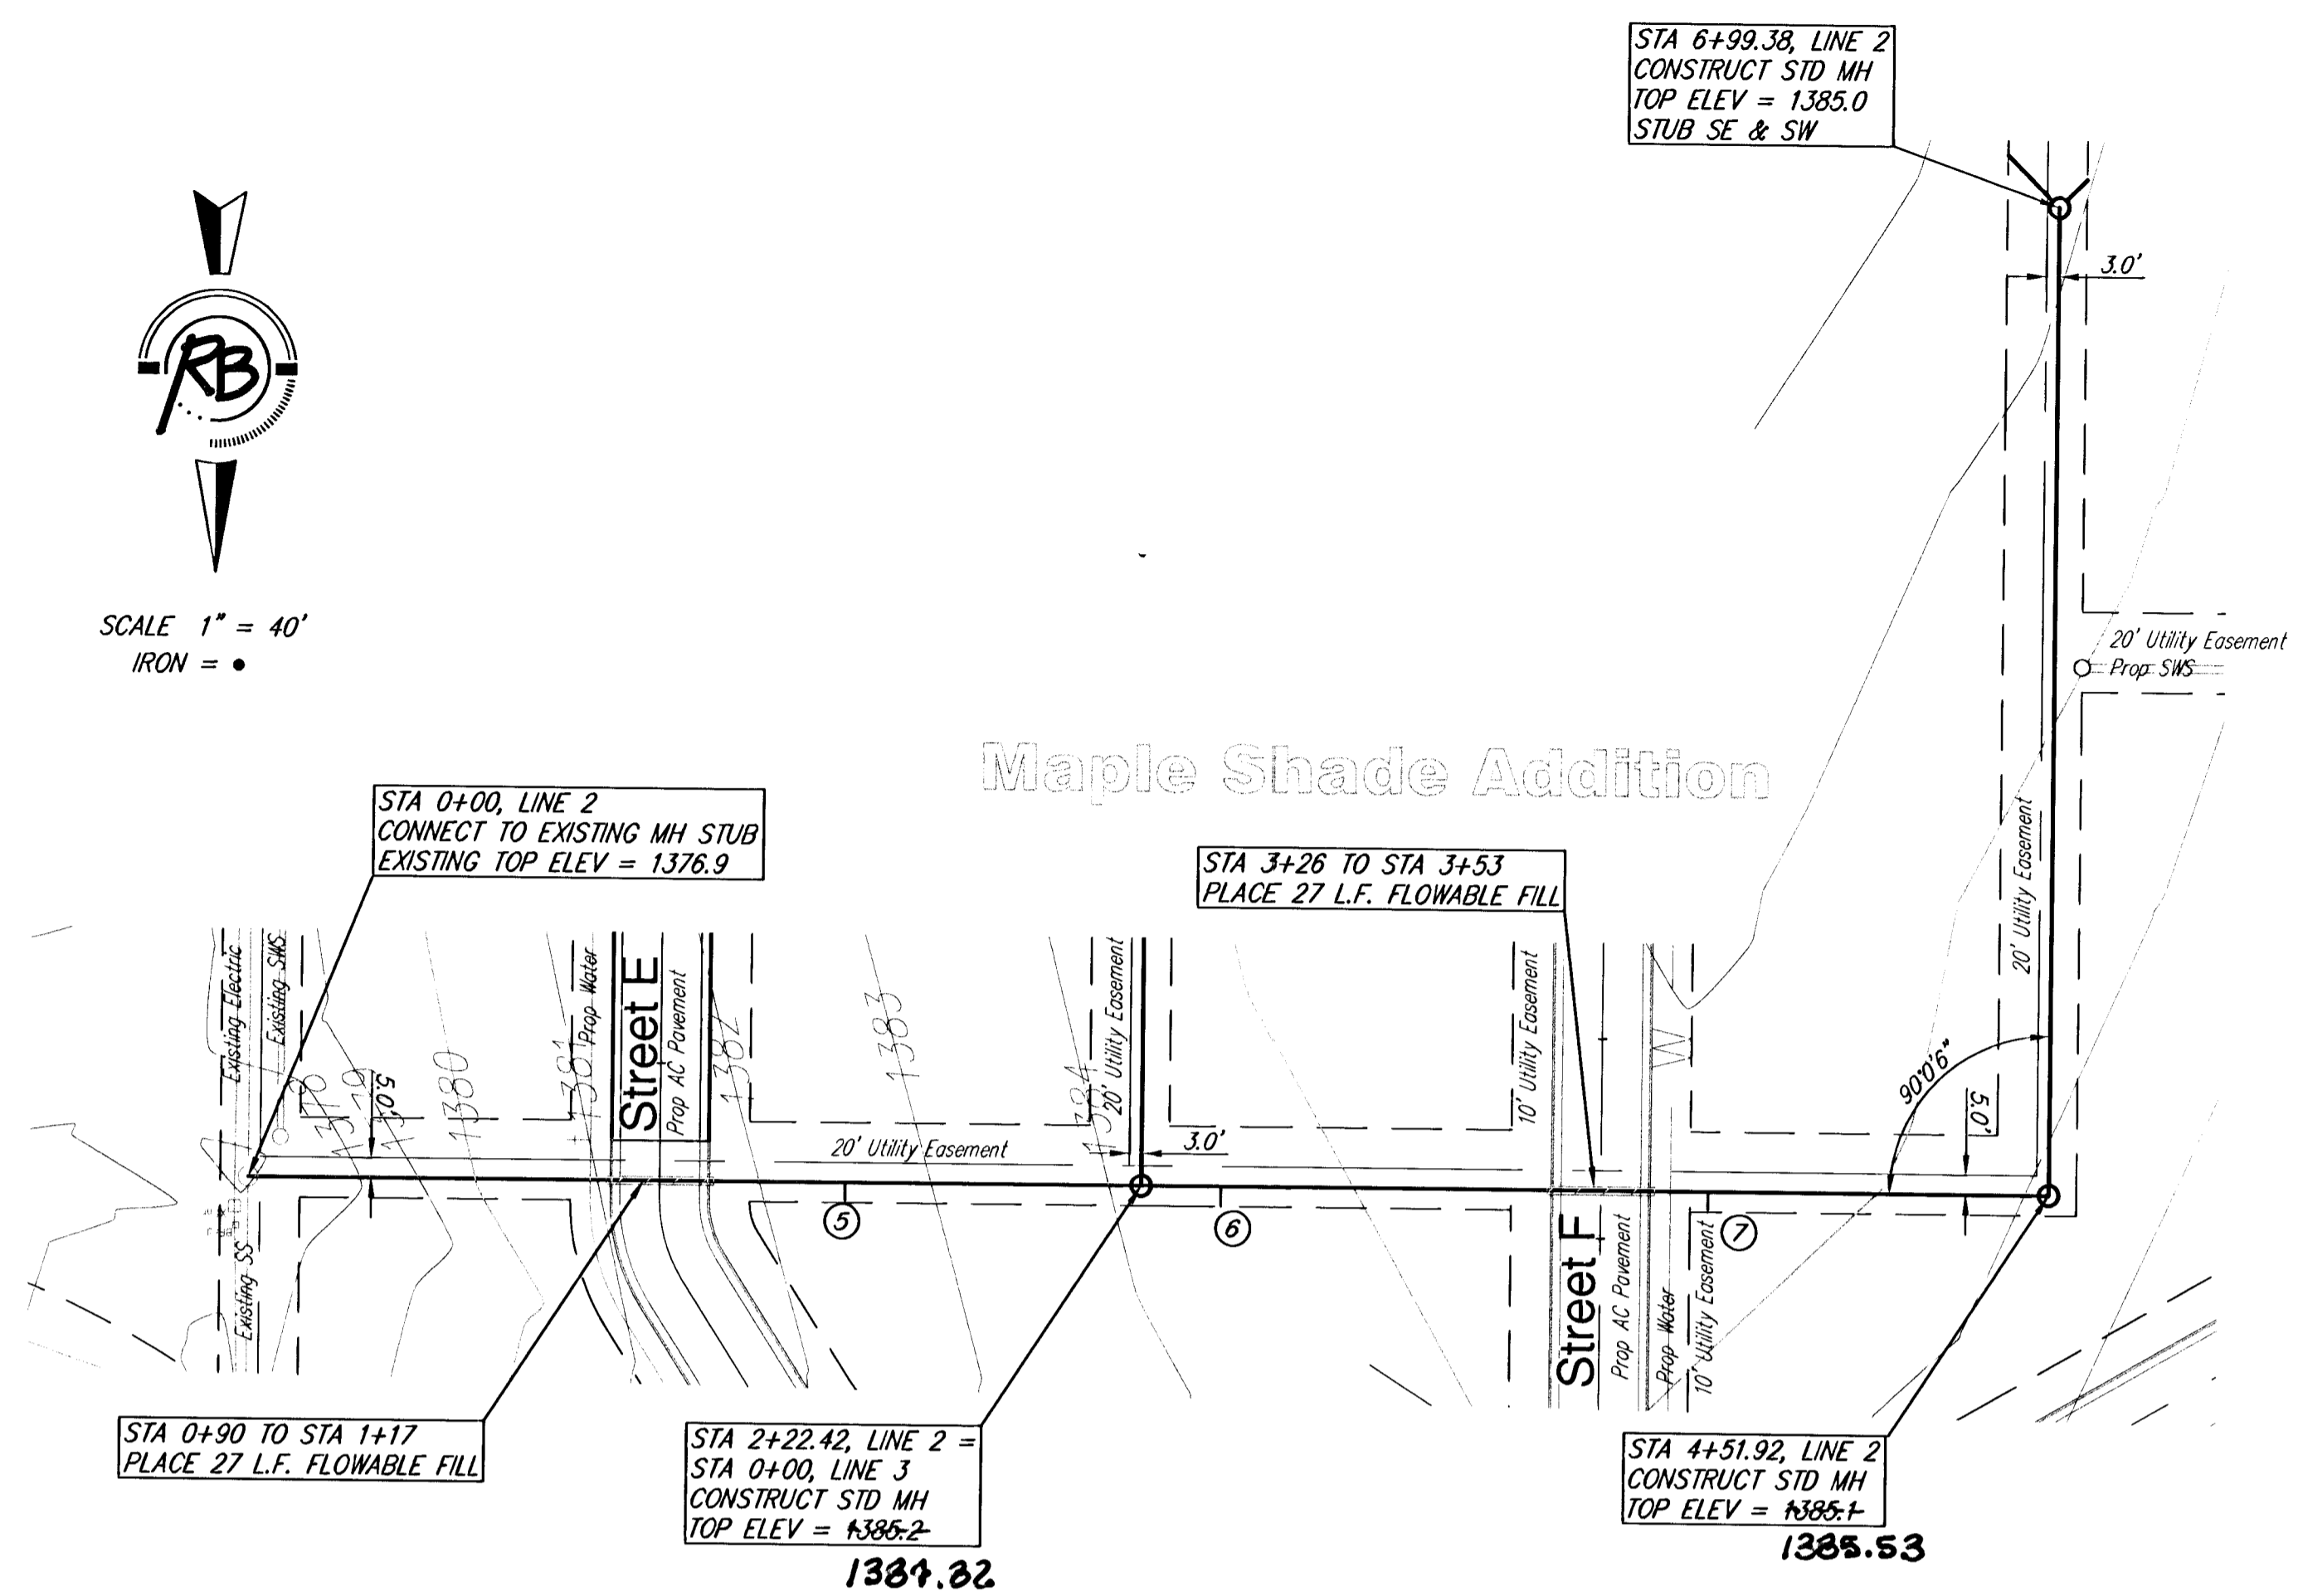 STA 6+99.38, LINE 2
CONSTRUCT STD MH
TOP ELEV = 1385.0
STUB SE & SW
RB
SCALE 1" = 40'
IRON = ●
3.0'
20' Utility Easement
Prop SWS
Maple Shade Addition
STA 0+00, LINE 2
CONNECT TO EXISTING MH STUB
EXISTING TOP ELEV = 1376.9
STA 3+26 TO STA 3+53
PLACE 27 L.F. FLOWABLE FILL
20' Utility Easement
Existing Electric
Existing SWS
5.0'
1380
1381
Prop Water
Street E
Prop AC Pavement
1382
1383
1384
20' Utility Easement
10' Utility Easement
W
90°0'6"
5.0'
20' Utility Easement
3.0'
5
6
7
Existing SS
Street F
Prop AC Pavement
Prop Water
10' Utility Easement
STA 0+90 TO STA 1+17
PLACE 27 L.F. FLOWABLE FILL
STA 2+22.42, LINE 2 =
STA 0+00, LINE 3
CONSTRUCT STD MH
TOP ELEV = 1385.2
STA 4+51.92, LINE 2
CONSTRUCT STD MH
TOP ELEV = 1385.1
1385.53